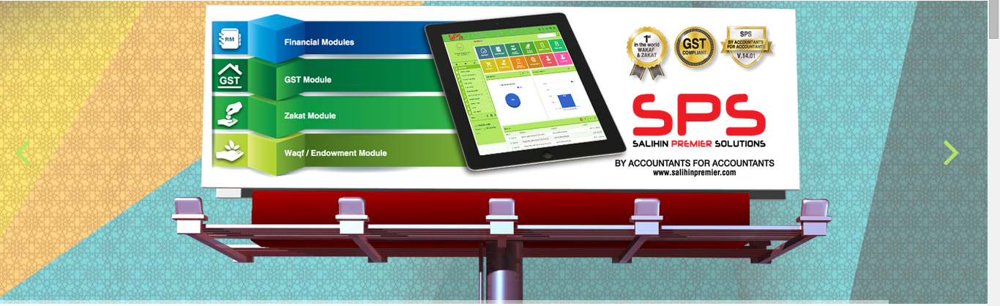 RM
Financial Modules
GST
GST Module
Zakat Module
Waqf / Endowment Module
SPS
1st
in the world
WAKAF
& ZAKAT
GST
COMPLIANT
SPS
BY ACCOUNTANTS
FOR ACCOUNTANTS
V.14.01
SPS
SALIHIN PREMIER SOLUTIONS
BY ACCOUNTANTS FOR ACCOUNTANTS
www.salihinpremier.com